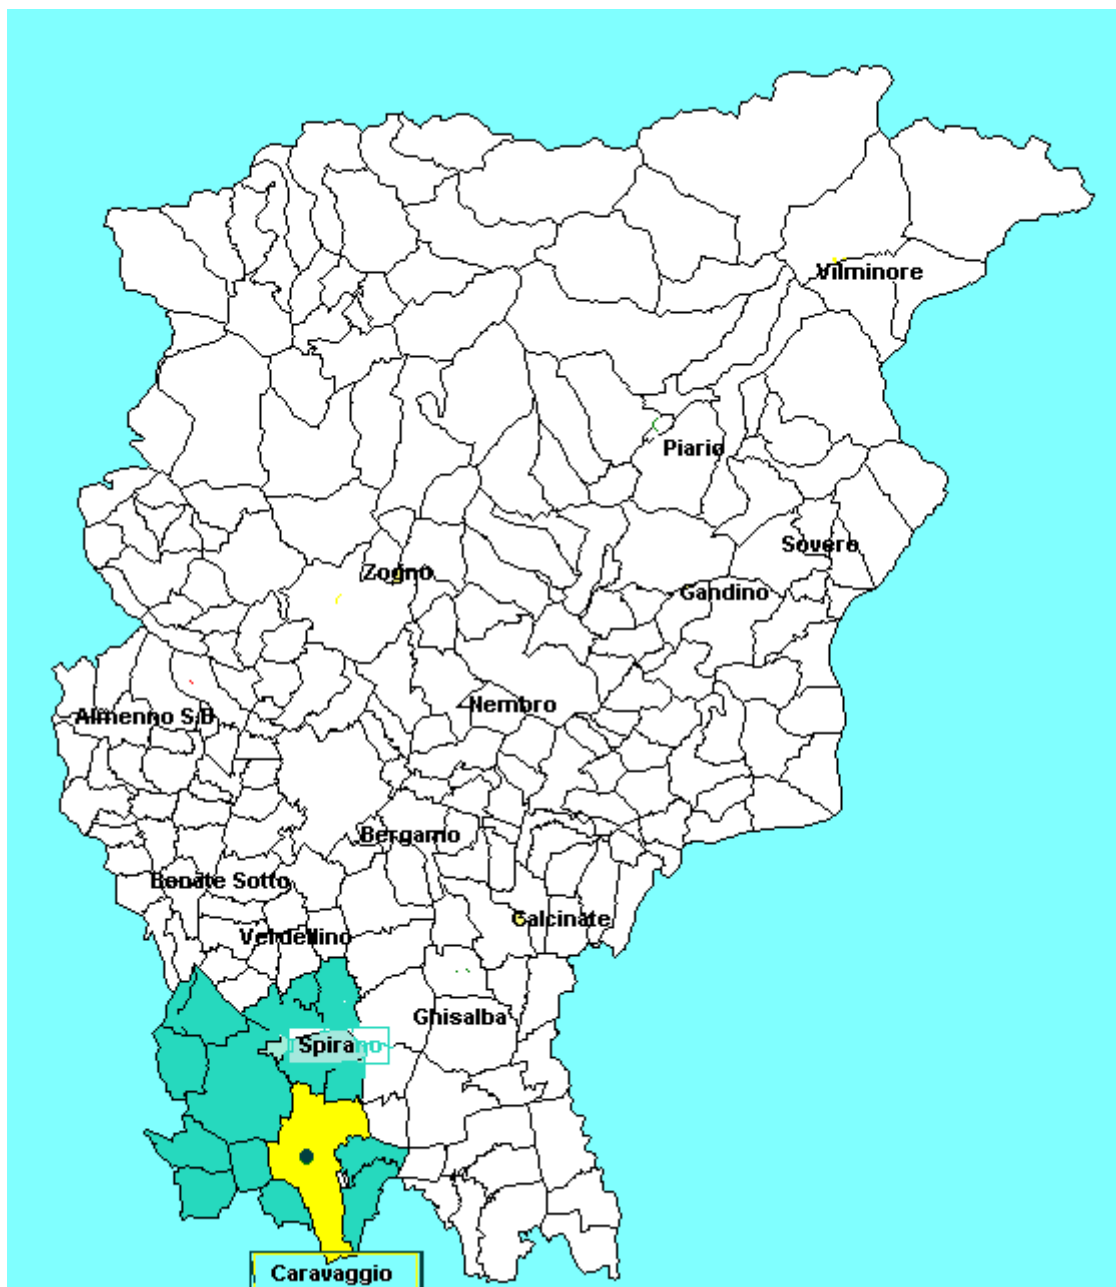 Vilminore
Piario
Sovere
Zogno
Gandino
Nembro
Almenno S.B
Bergamo
Bonate Sotto
Calcinate
Verdellino
Ghisalba
Spirano
Caravaggio